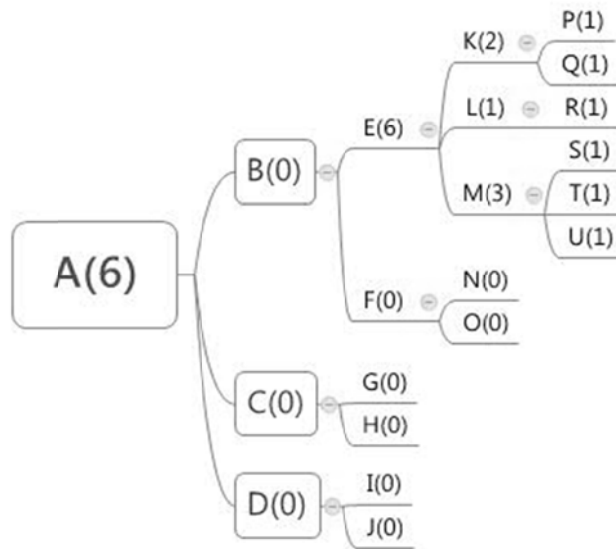 A(6)
B(0)
E(6)
K(2)
P(1)
Q(1)
L(1)
R(1)
M(3)
S(1)
T(1)
U(1)
F(0)
N(0)
O(0)
C(0)
G(0)
H(0)
D(0)
I(0)
J(0)